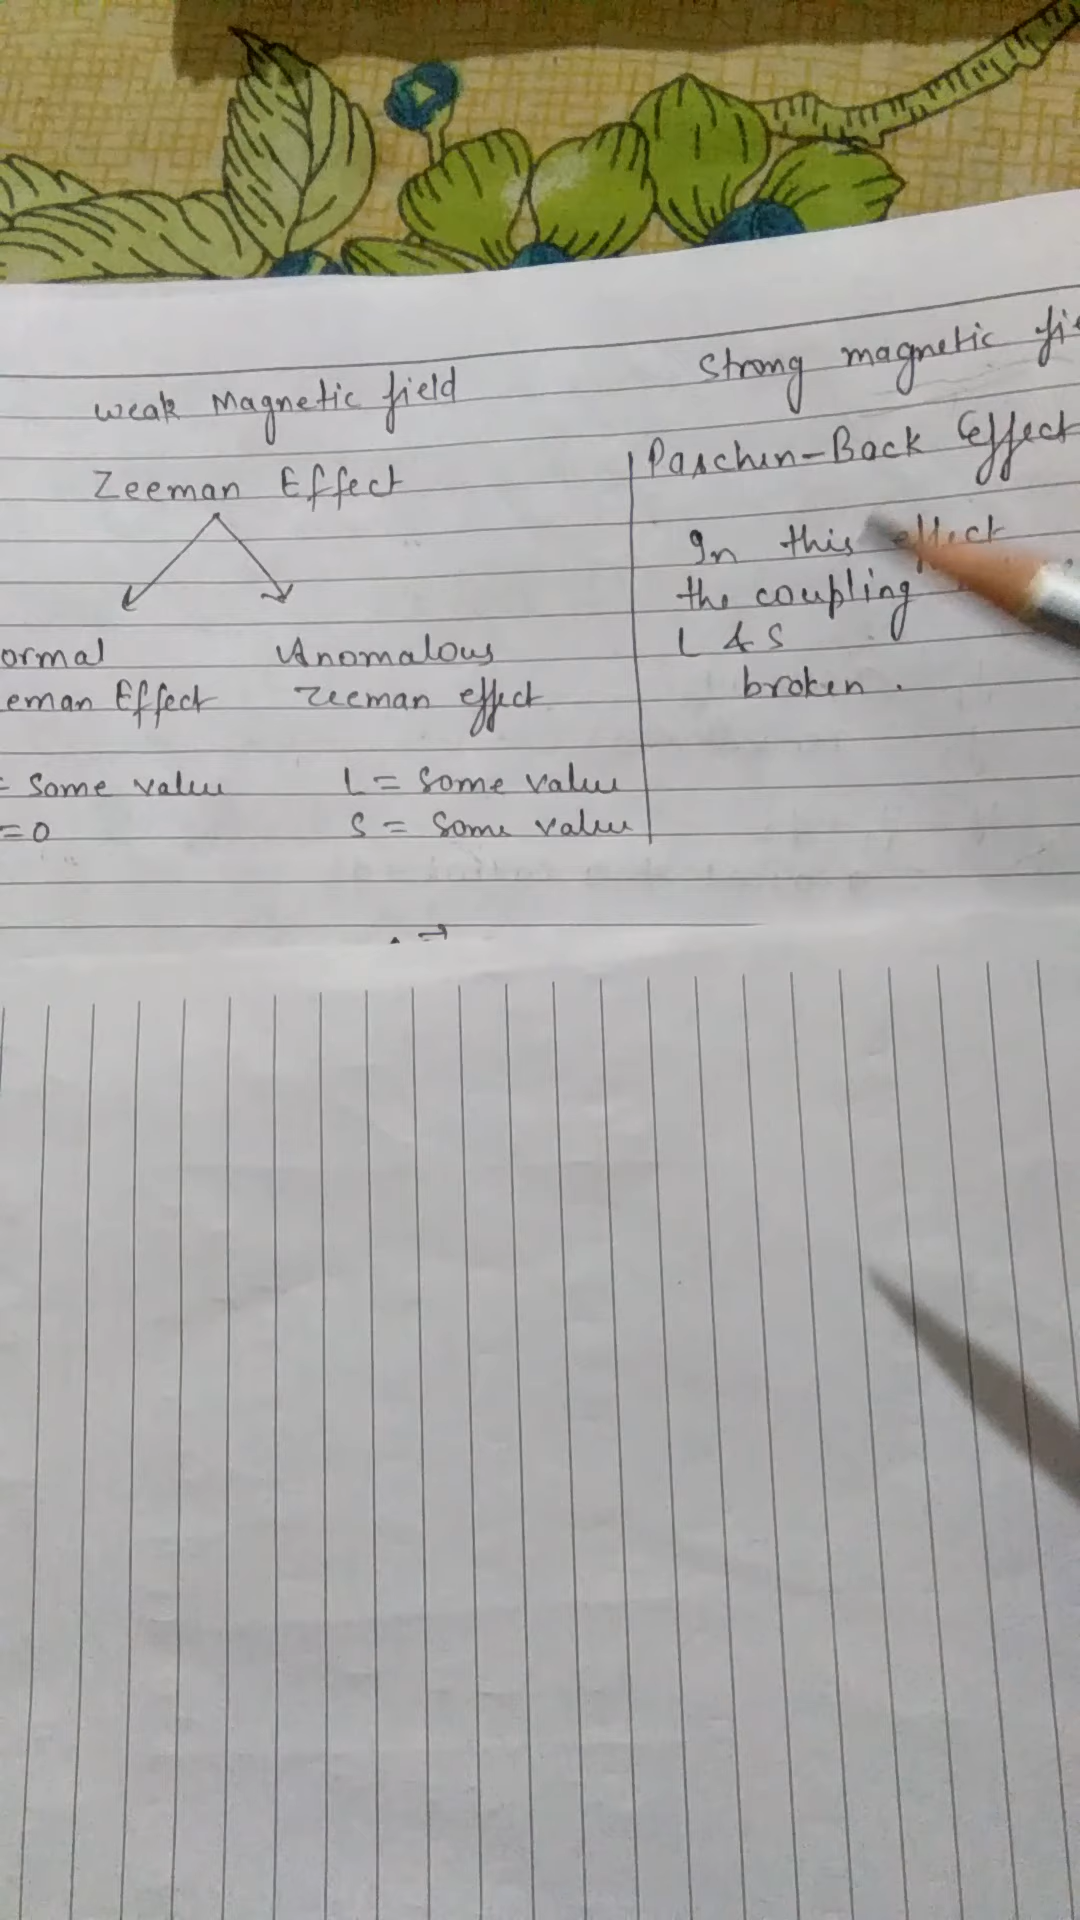 weak Magnetic field
Zeeman Effect
ormal
eman Effect
= Some value
=0
Anomalous
Zeeman effect
L = Some value
S = Some value
Strong magnetic fie
Paschen-Back Effect
In this effect
the coupling
L & S
broken.